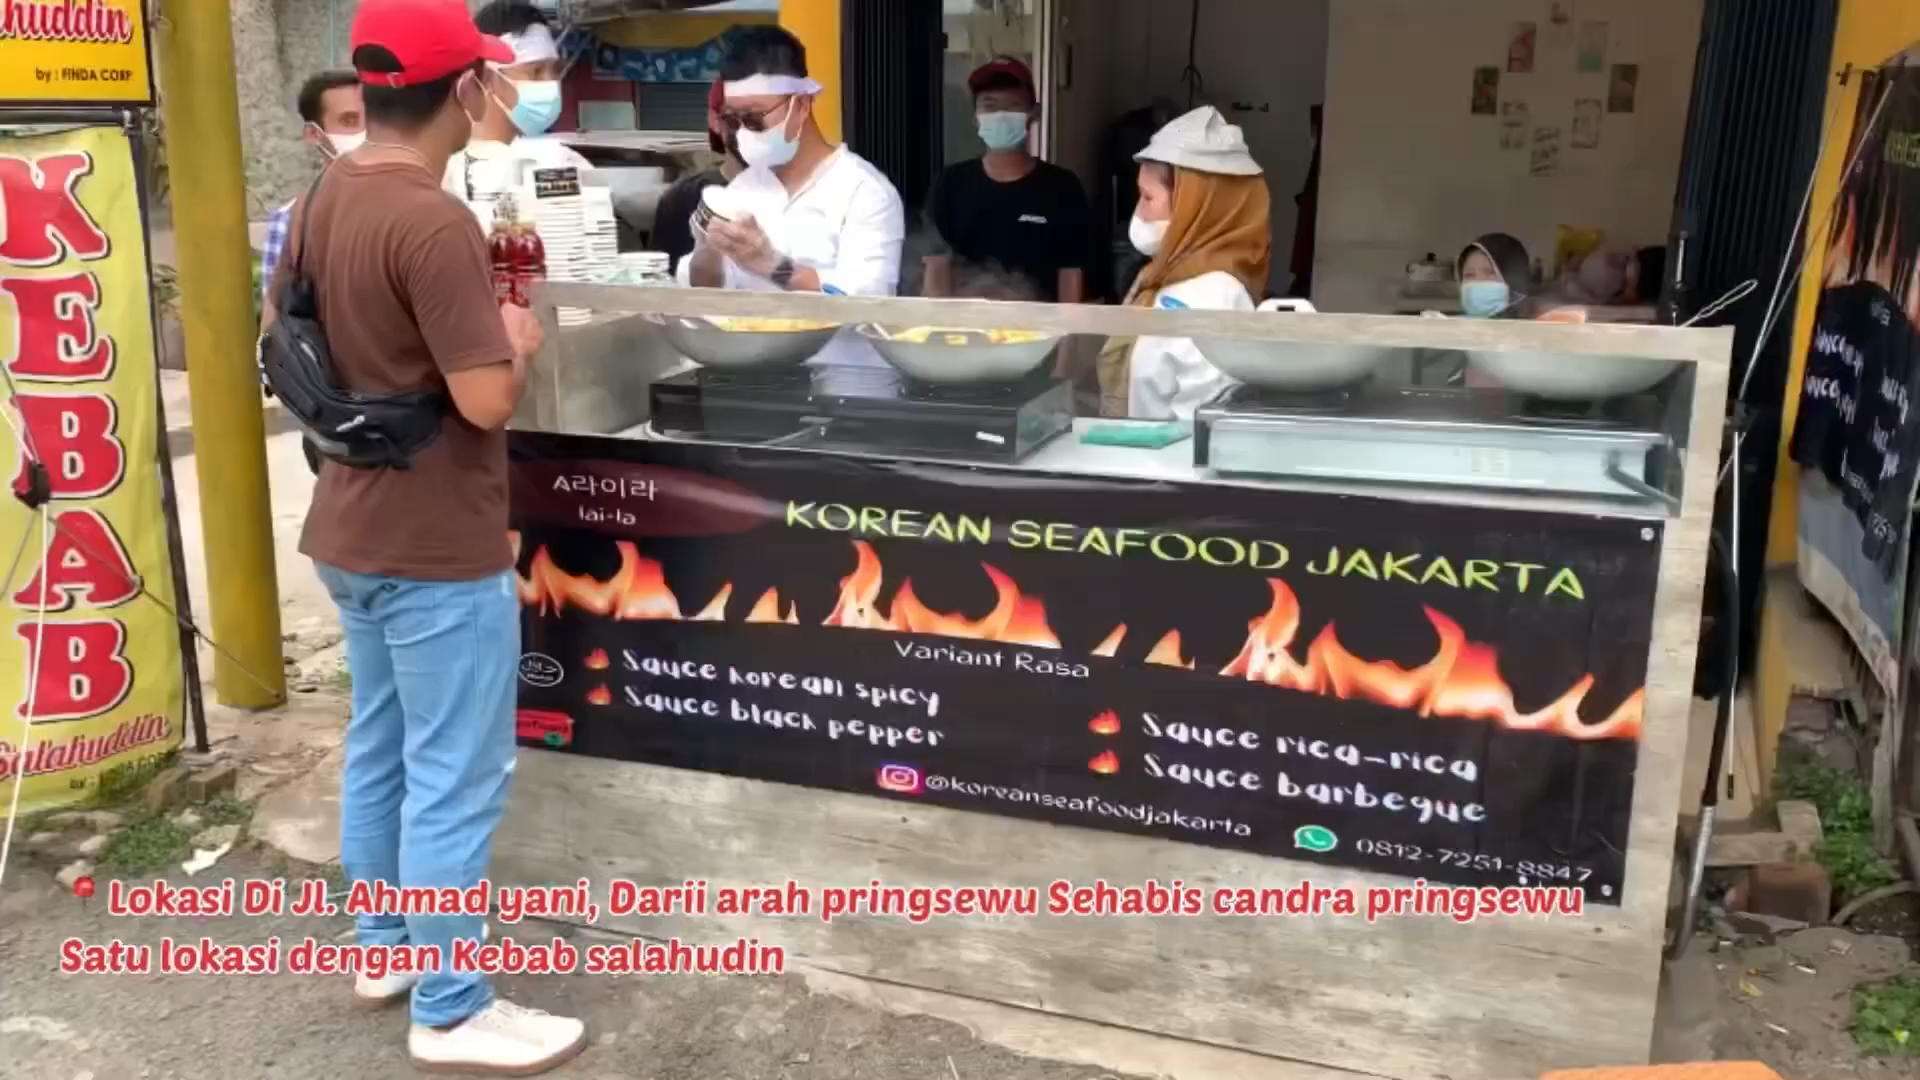 huddin
by : FINDA CORP
KEBAB
Salahuddin
A라이라
lai-la
KOREAN SEAFOOD JAKARTA
Variant Rasa
Sauce korean spicy
Sauce black pepper
Sauce rica-rica
Sauce barbeque
@koreanseafoodjakarta
0812-7251-8847
Lokasi Di Jl. Ahmad yani, Darii arah pringsewu Sehabis candra pringsewu
Satu lokasi dengan Kebab salahudin